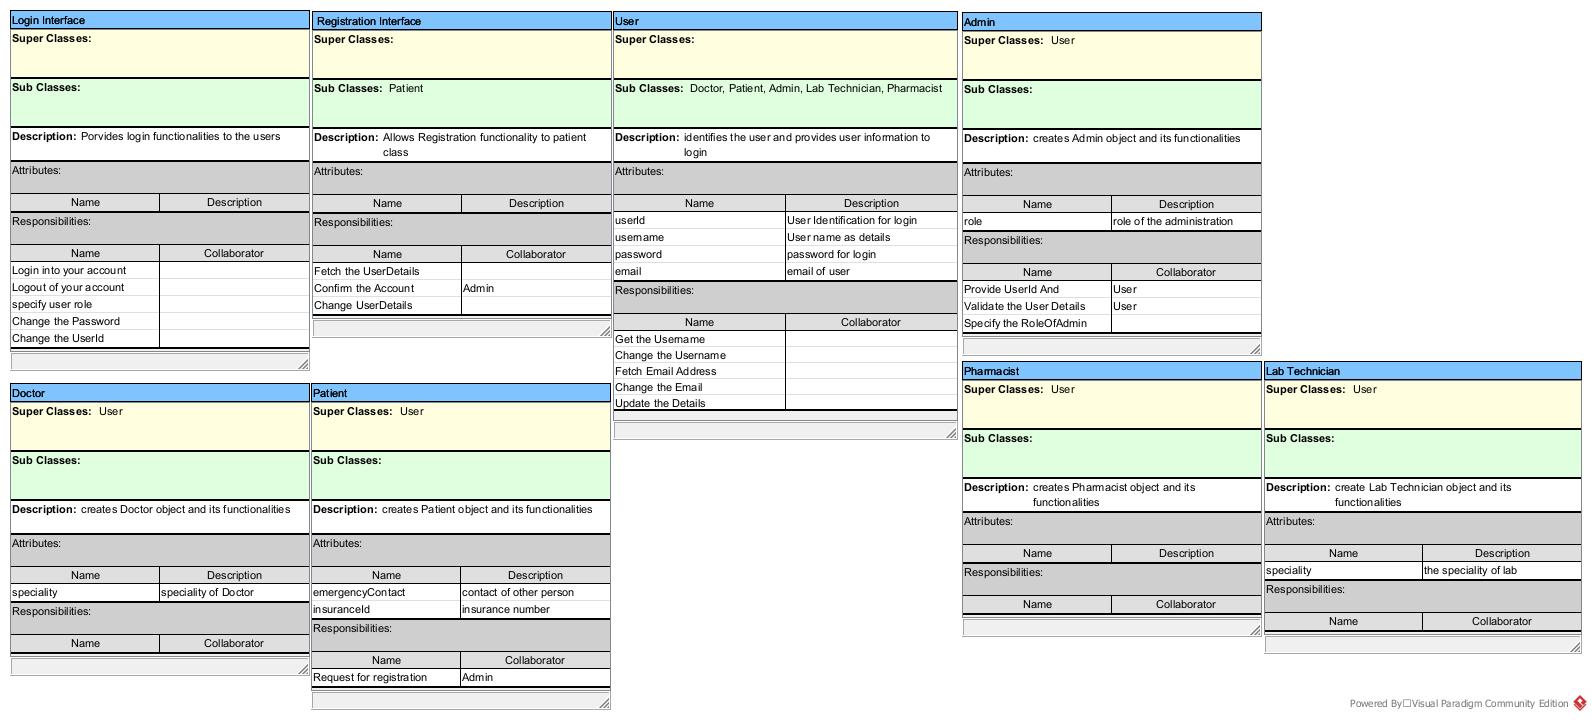 Login Interface
Super Classes:
Sub Classes:
Description: Porvides login functionalities to the users
Attributes:
Name Description
Responsibilities:
Name Collaborator
Login into your account
Logout of your account
specify user role
Change the Password
Change the UserId
Registration Interface
Super Classes:
Sub Classes: Patient
Description: Allows Registration functionality to patient
class
Attributes:
Name Description
Responsibilities:
Name Collaborator
Fetch the UserDetails
Confirm the Account Admin
Change UserDetails
User
Super Classes:
Sub Classes: Doctor, Patient, Admin, Lab Technician, Pharmacist
Description: identifies the user and provides user information to
login
Attributes:
Name Description
userId User Identification for login
username User name as details
password password for login
email email of user
Responsibilities:
Name Collaborator
Get the Username
Change the Username
Fetch Email Address
Change the Email
Update the Details
Admin
Super Classes: User
Sub Classes:
Description: creates Admin object and its functionalities
Attributes:
Name Description
role role of the administration
Responsibilities:
Name Collaborator
Provide UserId And User
Validate the User Details User
Specify the RoleOfAdmin
Doctor
Super Classes: User
Sub Classes:
Description: creates Doctor object and its functionalities
Attributes:
Name Description
speciality speciality of Doctor
Responsibilities:
Name Collaborator
Patient
Super Classes: User
Sub Classes:
Description: creates Patient object and its functionalities
Attributes:
Name Description
emergencyContact contact of other person
insuranceId insurance number
Responsibilities:
Name Collaborator
Request for registration Admin
Pharmacist
Super Classes: User
Sub Classes:
Description: creates Pharmacist object and its
functionalities
Attributes:
Name Description
Responsibilities:
Name Collaborator
Lab Technician
Super Classes: User
Sub Classes:
Description: create Lab Technician object and its
functionalities
Attributes:
Name Description
speciality the speciality of lab
Responsibilities:
Name Collaborator
Powered By□Visual Paradigm Community Edition